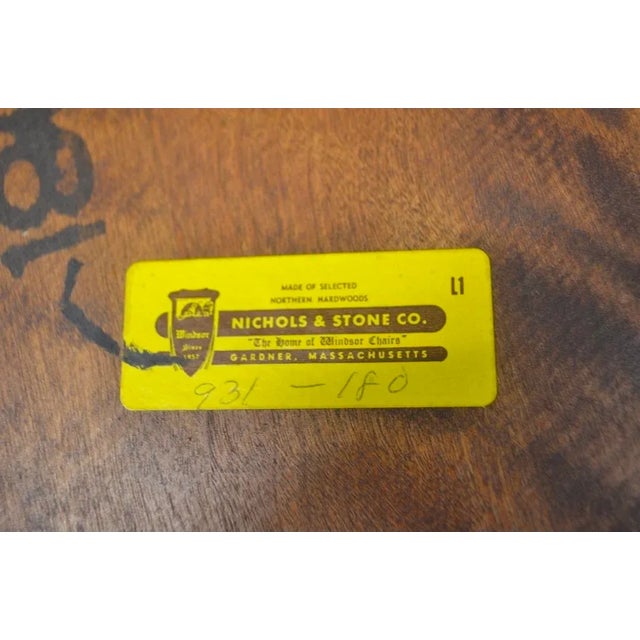 MADE OF SELECTED
NORTHERN HARDWOODS
L1
NICHOLS & STONE CO.
"The Home of Windsor Chairs"
GARDNER, MASSACHUSETTS
Windsor
Since
1857
931 - 180